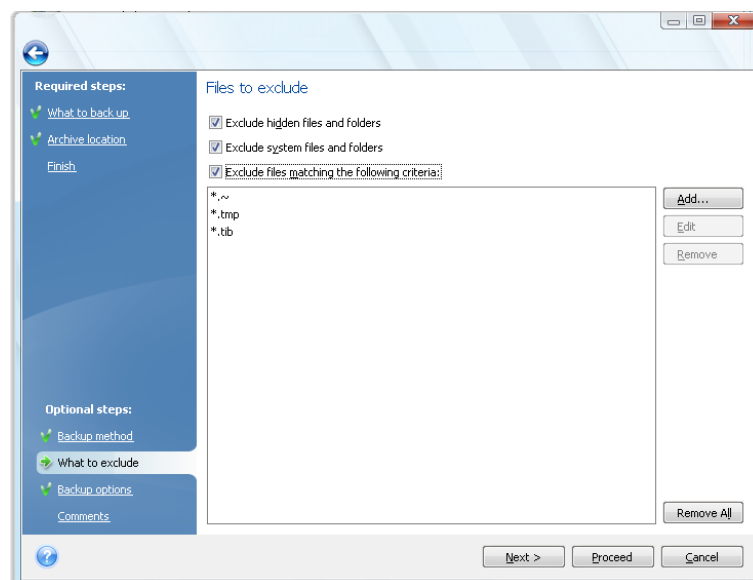 Required steps:
What to back up
Archive location
Finish
Optional steps:
Backup method
What to exclude
Backup options
Comments
Files to exclude
Exclude hidden files and folders
Exclude system files and folders
Exclude files matching the following criteria:
*.~
*.tmp
*.tib
Add...
Edit
Remove
Remove All
Next >
Proceed
Cancel